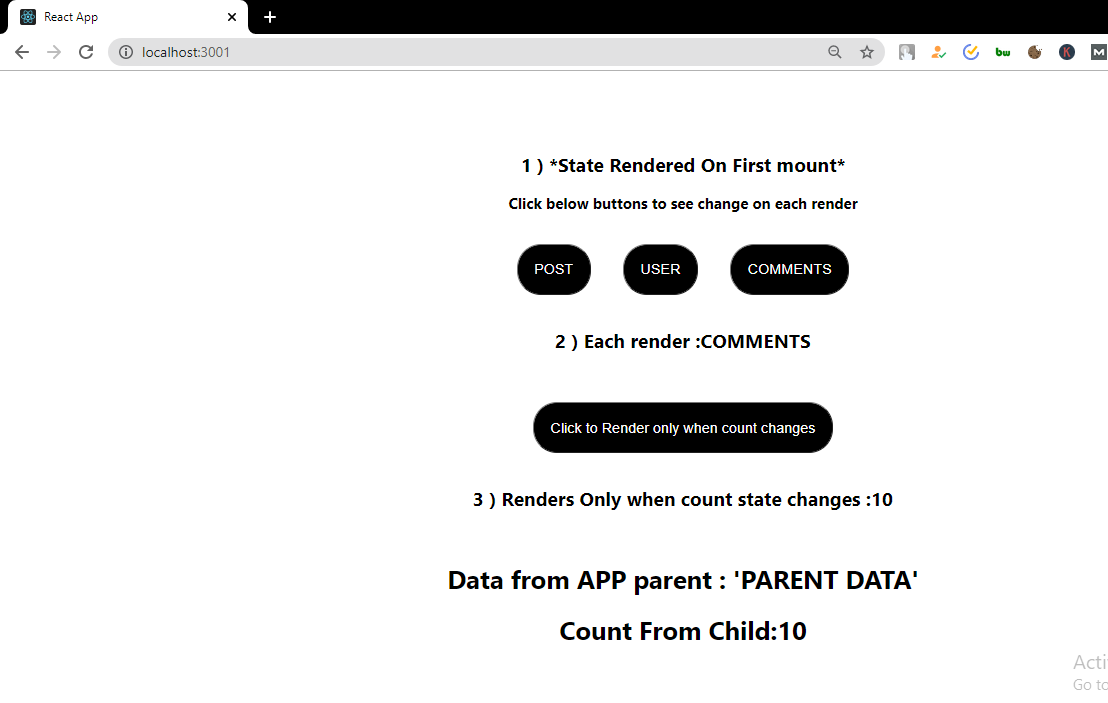 React App
localhost:3001
bw
K
M
1 ) *State Rendered On First mount*
Click below buttons to see change on each render
POST USER COMMENTS
2 ) Each render :COMMENTS
Click to Render only when count changes
3 ) Renders Only when count state changes :10
Data from APP parent : 'PARENT DATA'
Count From Child:10
Acti
Go to